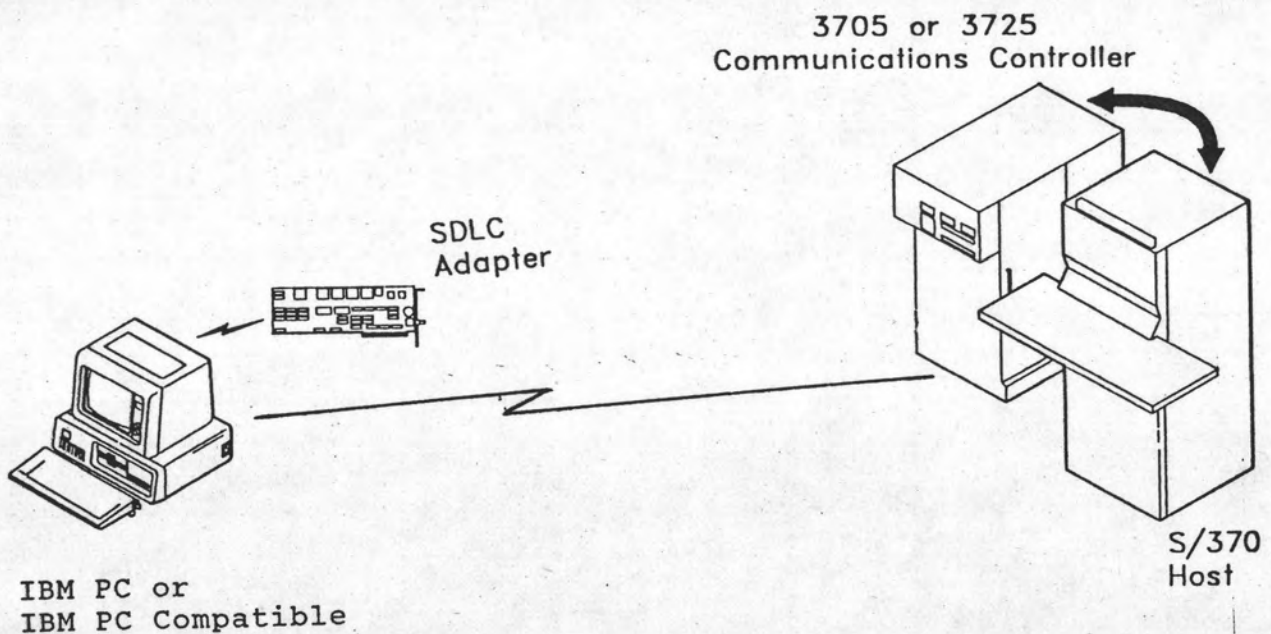 3705 or 3725
Communications Controller
SDLC
Adapter
S/370
Host
IBM PC or
IBM PC Compatible